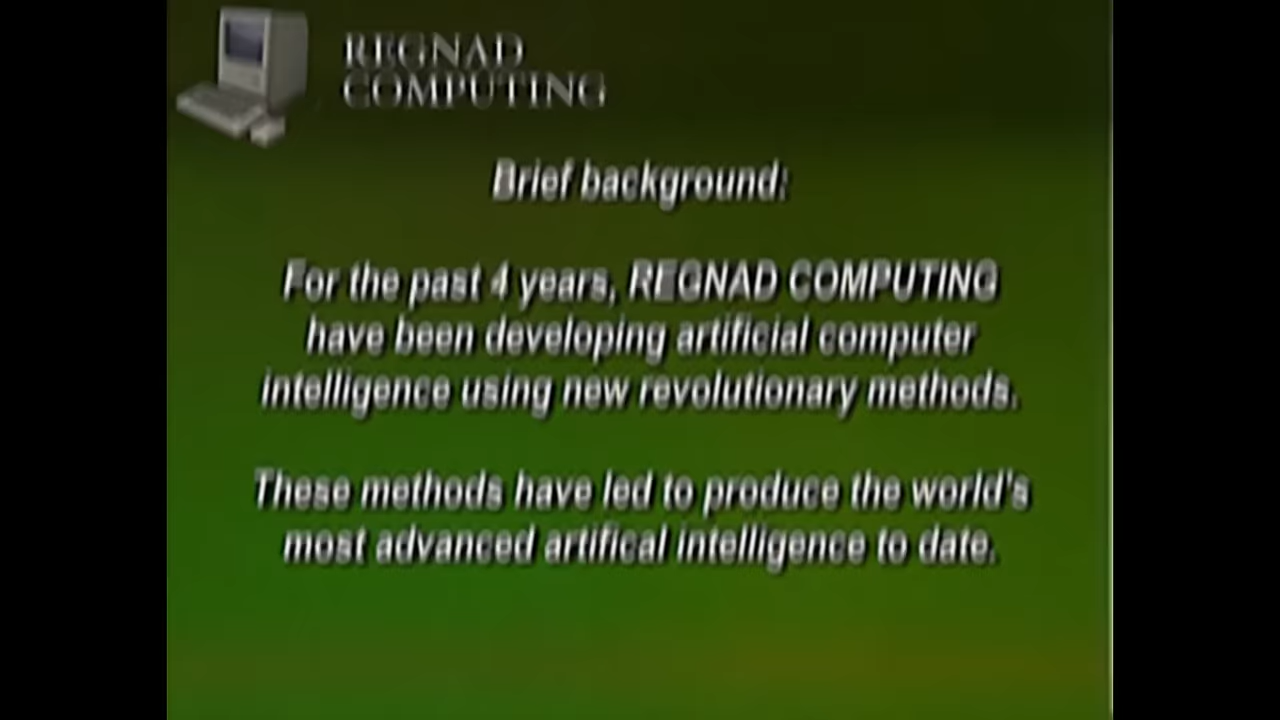 REGNAD
COMPUTING
Brief background:
For the past 4 years, REGNAD COMPUTING
have been developing artificial computer
intelligence using new revolutionary methods.
These methods have led to produce the world's
most advanced artifical intelligence to date.